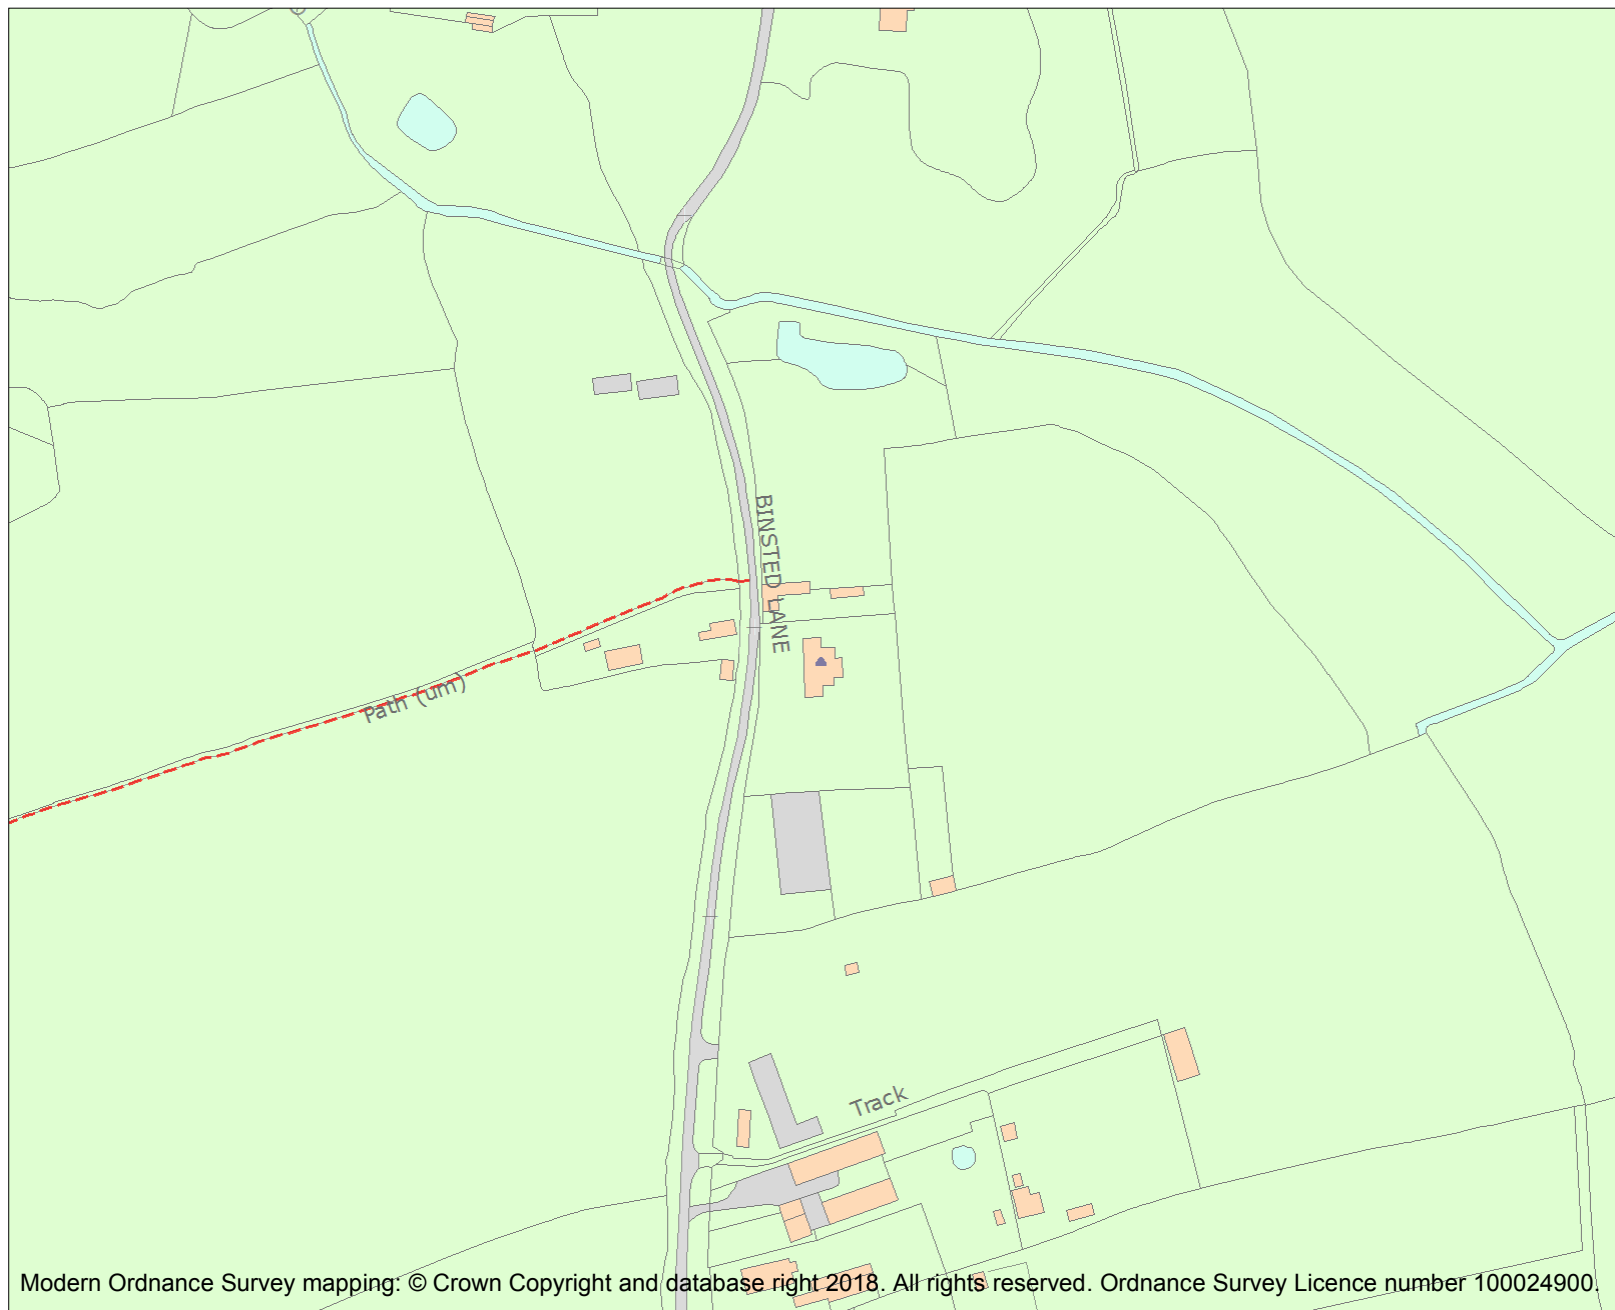 BINSTED LANE
Path (um)
Track
Modern Ordnance Survey mapping: © Crown Copyright and database right 2018. All rights reserved. Ordnance Survey Licence number 100024900.